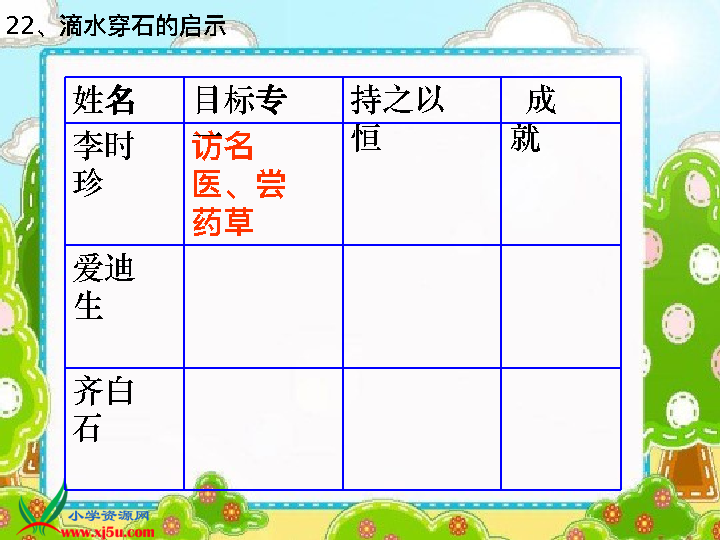 22、滴水穿石的启示
姓名 目标专 持之以 成
一 恒 就
李时
珍
访名
医、尝
药草
爱迪
生
齐白
石
小学资源网
www.xj5u.com